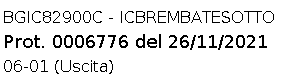 BGIC82900C - ICBREMBATESOTTO
Prot. 0006776 del 26/11/2021
06-01 (Uscita)